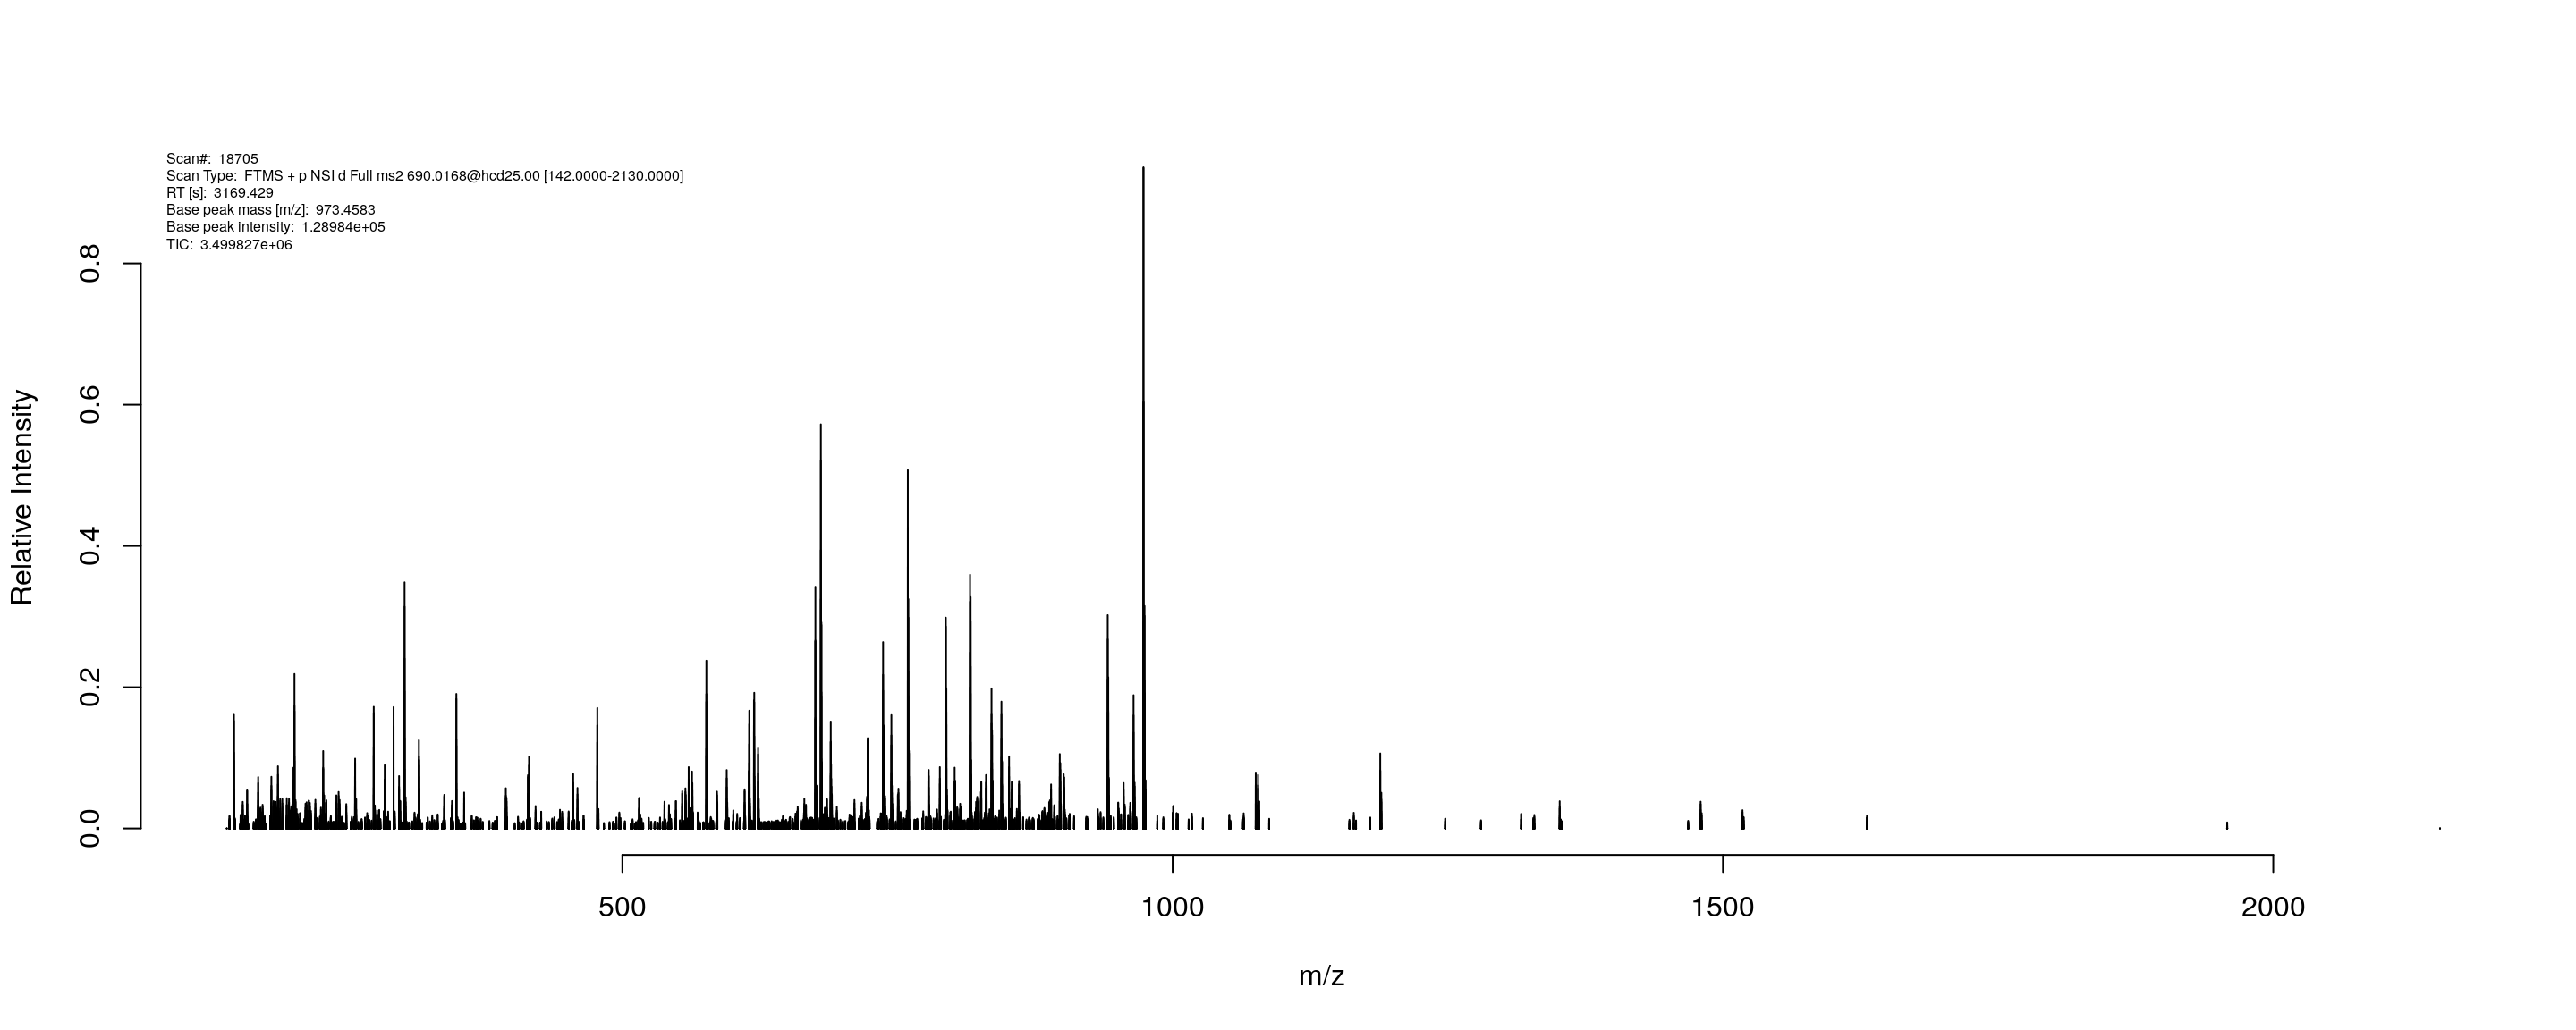 Scan#: 18705
Scan Type: FTMS + p NSI d Full ms2 690.0168@hcd25.00 [142.0000-2130.0000]
RT [s]: 3169.429
Base peak mass [m/z]: 973.4583
Base peak intensity: 1.28984e+05
TIC: 3.499827e+06
Relative Intensity
0.8
0.6
0.4
0.2
0.0
500 1000 1500 2000
m/z